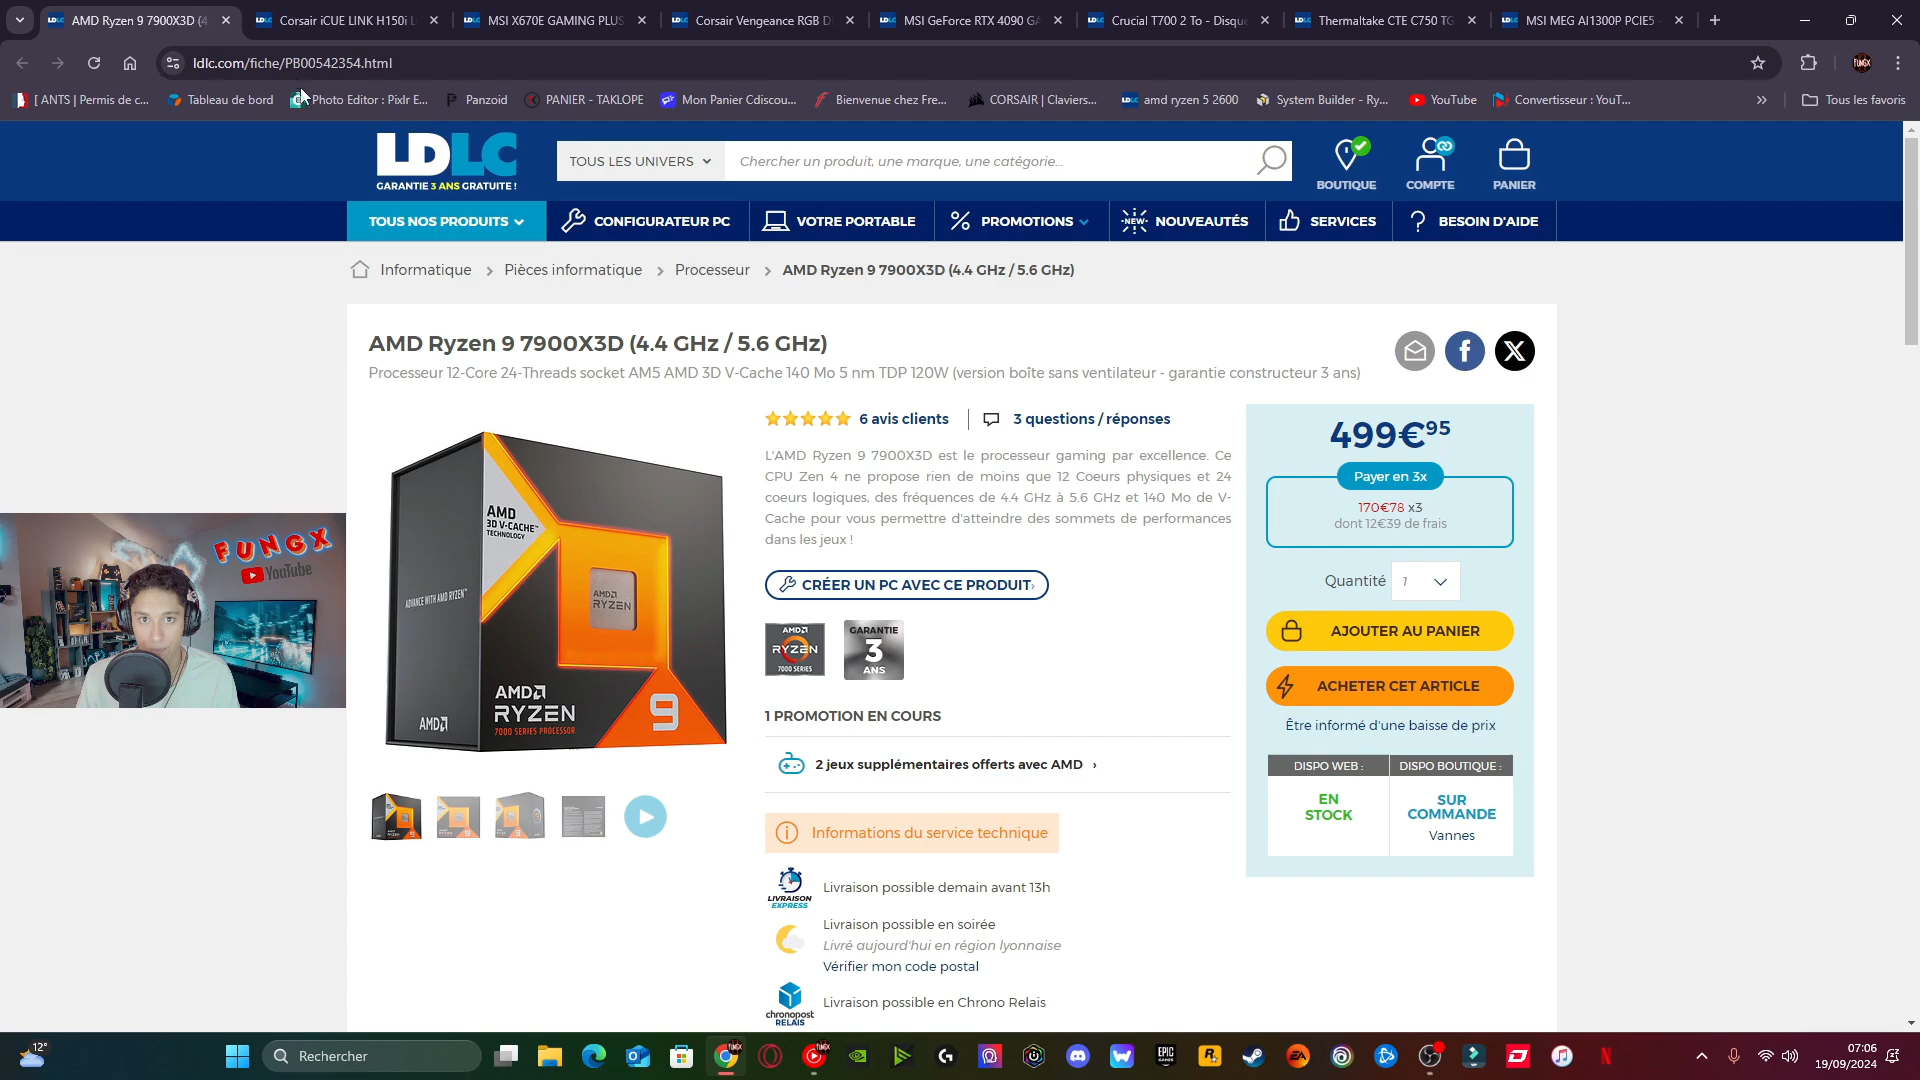 AMD Ryzen 9 7900X3D (4
Corsair iCUE LINK H150i L
MSI X670E GAMING PLUS
Corsair Vengeance RGB D
MSI GeForce RTX 4090 GA
Crucial T700 2 To - Disque
Thermaltake CTE C750 TG
MSI MEG AI1300P PCIE5 -
ldlc.com/fiche/PB00542354.html
[ ANTS | Permis de c...
Tableau de bord
Photo Editor : Pixlr E...
Panzoid
PANIER - TAKLOPE
Mon Panier Cdiscou...
Bienvenue chez Fre...
CORSAIR | Claviers...
amd ryzen 5 2600
System Builder - Ry...
YouTube
Convertisseur : YouT...
Tous les favoris
LDLC
GARANTIE 3 ANS GRATUITE !
TOUS LES UNIVERS
Chercher un produit, une marque, une catégorie...
BOUTIQUE
COMPTE
PANIER
TOUS NOS PRODUITS
CONFIGURATEUR PC
VOTRE PORTABLE
% PROMOTIONS
NEW NOUVEAUTÉS
SERVICES
? BESOIN D'AIDE
Informatique > Pièces informatique > Processeur > AMD Ryzen 9 7900X3D (4.4 GHz / 5.6 GHz)
AMD Ryzen 9 7900X3D (4.4 GHz / 5.6 GHz)
Processeur 12-Core 24-Threads socket AM5 AMD 3D V-Cache 140 Mo 5 nm TDP 120W (version boîte sans ventilateur - garantie constructeur 3 ans)
6 avis clients
3 questions / réponses
L'AMD Ryzen 9 7900X3D est le processeur gaming par excellence. Ce
CPU Zen 4 ne propose rien de moins que 12 Coeurs physiques et 24
coeurs logiques, des fréquences de 4.4 GHz à 5.6 GHz et 140 Mo de V-
Cache pour vous permettre d'atteindre des sommets de performances
dans les jeux !
CRÉER UN PC AVEC CE PRODUIT›
AMD
RYZEN
7000 SERIES
GARANTIE
3
ANS
1 PROMOTION EN COURS
2 jeux supplémentaires offerts avec AMD ›
Informations du service technique
LIVRAISON
EXPRESS
Livraison possible demain avant 13h
Livraison possible en soirée
Livré aujourd'hui en région lyonnaise
Vérifier mon code postal
chronopost
RELAIS
Livraison possible en Chrono Relais
499€95
Payer en 3x
170€78 x3
dont 12€39 de frais
Quantité 1
AJOUTER AU PANIER
ACHETER CET ARTICLE
Être informé d'une baisse de prix
DISPO WEB :
DISPO BOUTIQUE :
EN
STOCK
SUR
COMMANDE
Vannes
AMD
3D V-CACHE™
TECHNOLOGY
ADVANCE WITH AMD RYZEN™
AMD
RYZEN
AMD
RYZEN
7000 SERIES PROCESSOR
9
AMD
FUNGX
YouTube
12°
Rechercher
07:06
19/09/2024